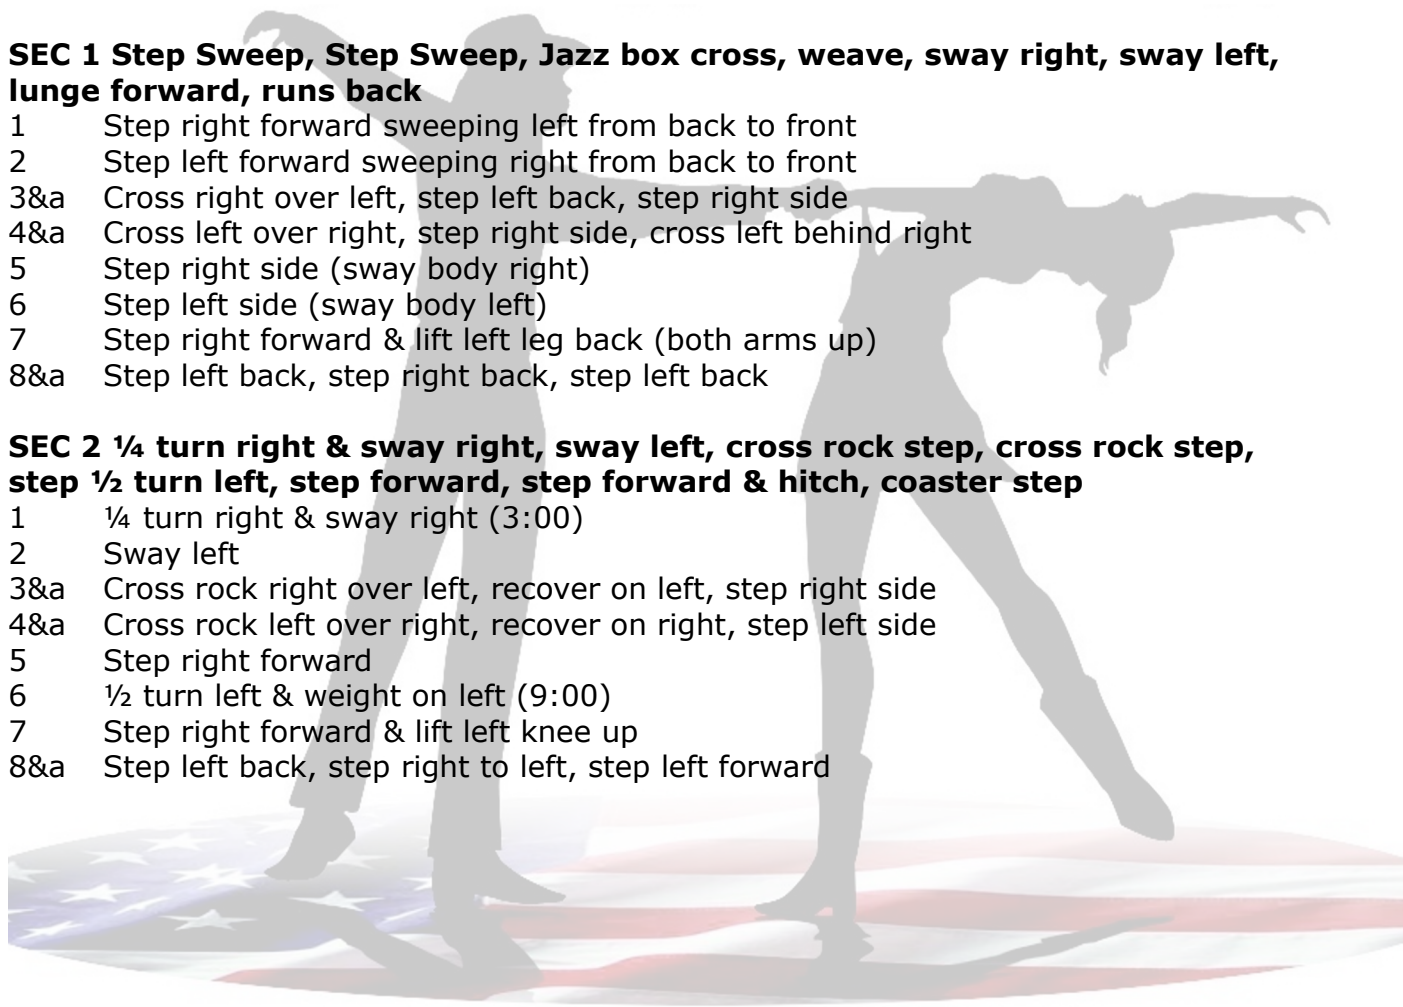 SEC 1 Step Sweep, Step Sweep, Jazz box cross, weave, sway right, sway left,
lunge forward, runs back
1 Step right forward sweeping left from back to front
2 Step left forward sweeping right from back to front
3&a Cross right over left, step left back, step right side
4&a Cross left over right, step right side, cross left behind right
5 Step right side (sway body right)
6 Step left side (sway body left)
7 Step right forward & lift left leg back (both arms up)
8&a Step left back, step right back, step left back
SEC 2 ¼ turn right & sway right, sway left, cross rock step, cross rock step,
step ½ turn left, step forward, step forward & hitch, coaster step
1 ¼ turn right & sway right (3:00)
2 Sway left
3&a Cross rock right over left, recover on left, step right side
4&a Cross rock left over right, recover on right, step left side
5 Step right forward
6 ½ turn left & weight on left (9:00)
7 Step right forward & lift left knee up
8&a Step left back, step right to left, step left forward